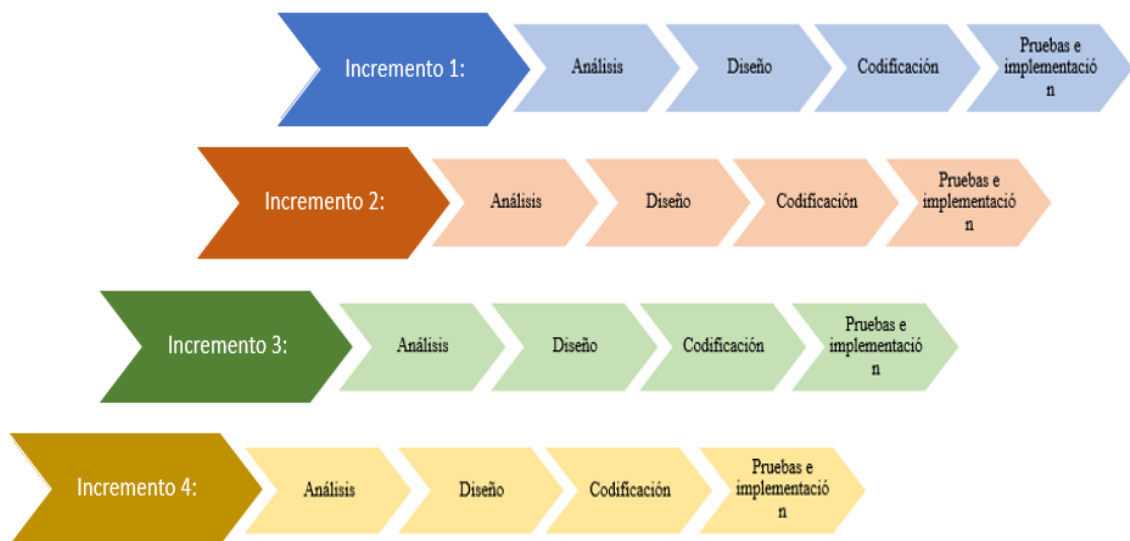 Incremento 1:
Análisis
Diseño
Codificación
Pruebas e
implementació
n
Incremento 2:
Análisis
Diseño
Codificación
Pruebas e
implementació
n
Incremento 3:
Análisis
Diseño
Codificación
Pruebas e
implementació
n
Incremento 4:
Análisis
Diseño
Codificación
Pruebas e
implementació
n